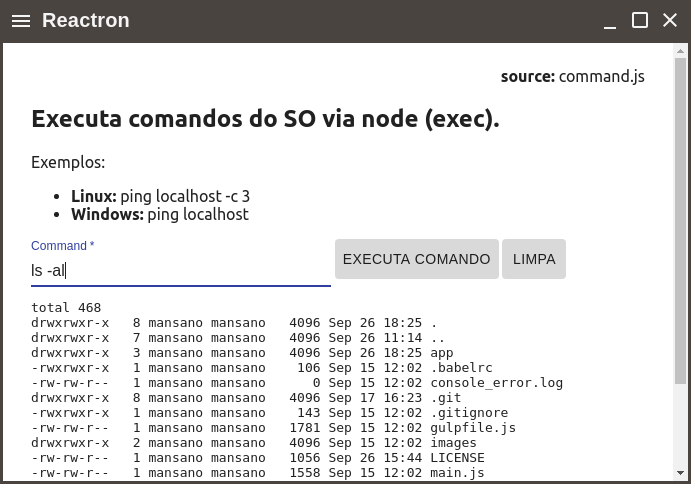 Reactron
source: command.js
Executa comandos do SO via node (exec).
Exemplos:
• Linux: ping localhost -c 3
• Windows: ping localhost
Command *
ls -al
EXECUTA COMANDO LIMPA
total 468
drwxrwxr-x   8 mansano mansano   4096 Sep 26 18:25 .
drwxrwxr-x   7 mansano mansano   4096 Sep 26 11:14 ..
drwxrwxr-x   3 mansano mansano   4096 Sep 26 18:25 app
-rwxrwxr-x   1 mansano mansano    106 Sep 15 12:02 .babelrc
-rw-rw-r--   1 mansano mansano      0 Sep 15 12:02 console_error.log
drwxrwxr-x   8 mansano mansano   4096 Sep 17 16:23 .git
-rwxrwxr-x   1 mansano mansano    143 Sep 15 12:02 .gitignore
-rw-rw-r--   1 mansano mansano   1781 Sep 15 12:02 gulpfile.js
drwxrwxr-x   2 mansano mansano   4096 Sep 15 12:02 images
-rw-rw-r--   1 mansano mansano   1056 Sep 26 15:44 LICENSE
-rw-rw-r--   1 mansano mansano   1558 Sep 15 12:02 main.js